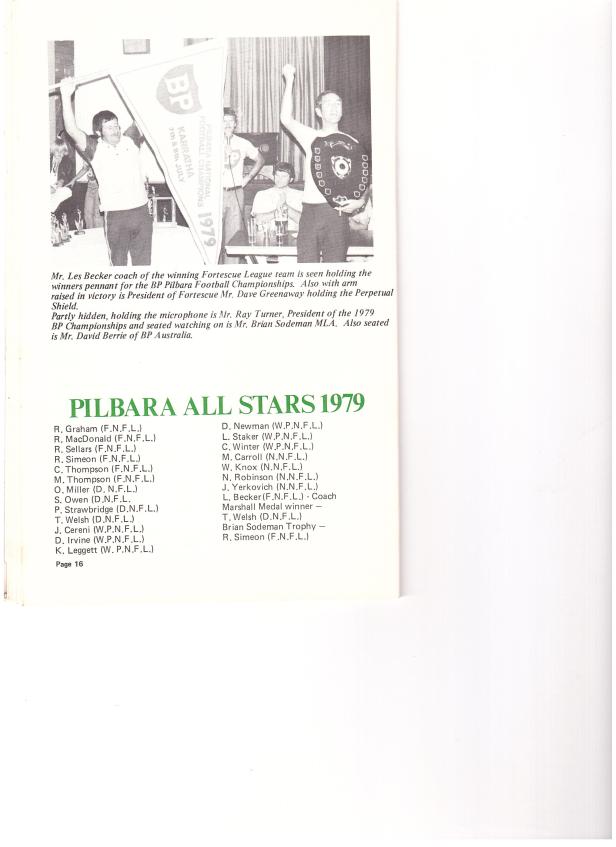 BP
KARRATHA
7th & 8th JULY
PILBARA NATIONAL
FOOTBALL CHAMPIONS
1979
Mr. Les Becker coach of the winning Fortescue League team is seen holding the
winners pennant for the BP Pilbara Football Championships. Also with arm
raised in victory is President of Fortescue Mr. Dave Greenaway holding the Perpetual
Shield.
Partly hidden, holding the microphone is Mr. Ray Turner, President of the 1979
BP Championships and seated watching on is Mr. Brian Sodeman MLA. Also seated
is Mr. David Berrie of BP Australia.
PILBARA ALL STARS 1979
R. Graham (F.N.F.L.)
R. MacDonald (F.N.F.L.)
R. Sellars (F.N.F.L.)
R. Simeon (F.N.F.L.)
C. Thompson (F.N.F.L.)
M. Thompson (F.N.F.L.)
O. Miller (D. N.F.L.)
S. Owen (D.N.F.L.
P. Strawbridge (D.N.F.L.)
T. Welsh (D.N.F.L.)
J. Cereni (W.P.N.F.L.)
D. Irvine (W.P.N.F.L.)
K. Leggett (W. P.N.F.L.)
D. Newman (W.P.N.F.L.)
L. Staker (W.P.N.F.L.)
C. Winter (W.P.N.F.L.)
M. Carroll (N.N.F.L.)
W. Knox (N.N.F.L.)
N. Robinson (N.N.F.L.)
J. Yerkovich (N.N.F.L.)
L. Becker(F.N.F.L.) - Coach
Marshall Medal winner —
T. Welsh (D.N.F.L.)
Brian Sodeman Trophy —
R. Simeon (F.N.F.L.)
Page 16